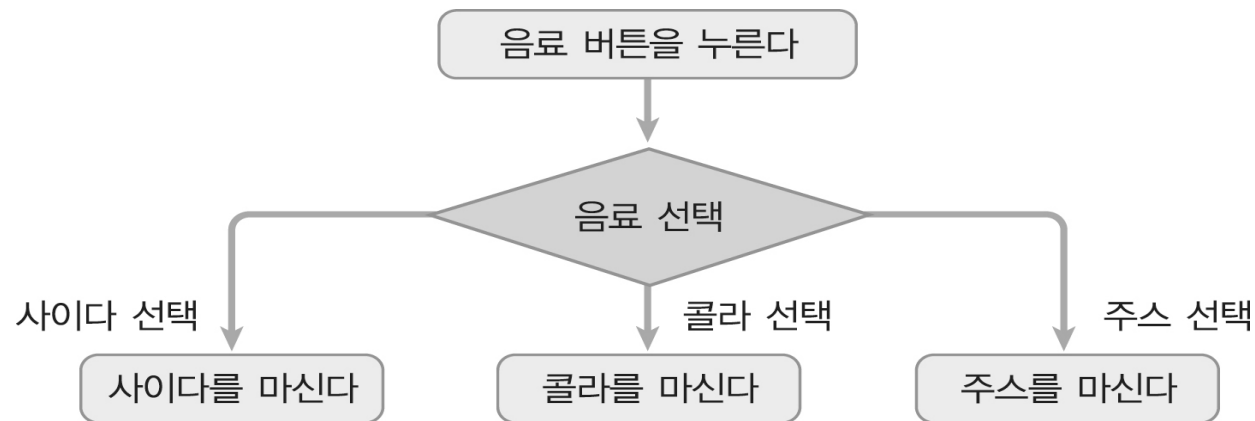 음료 버튼을 누른다
음료 선택
사이다 선택
콜라 선택
주스 선택
사이다를 마신다
콜라를 마신다
주스를 마신다